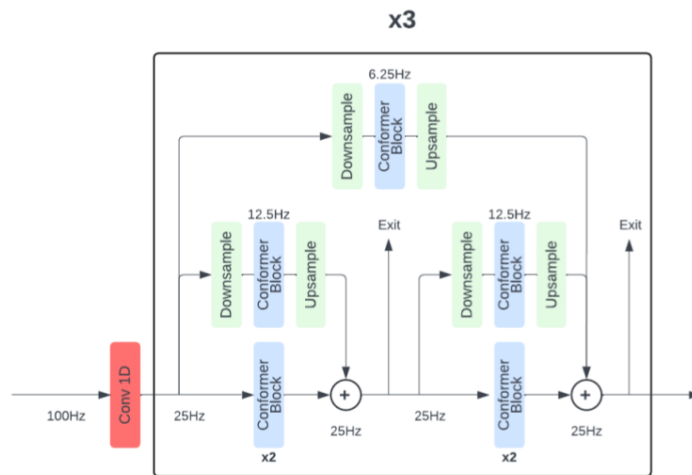 x3
6.25Hz
Downsample
Conformer
Block
Upsample
12.5Hz
Downsample
Conformer
Block
Upsample
Exit
12.5Hz
Downsample
Conformer
Block
Upsample
Exit
100Hz
Conv 1D
25Hz
Conformer
Block
x2
+
25Hz
25Hz
Conformer
Block
x2
+
25Hz